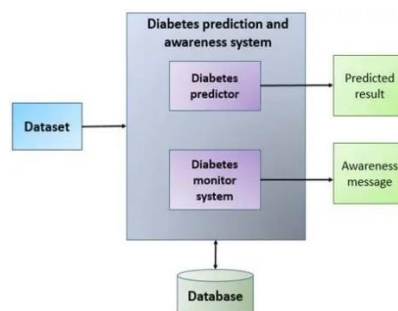 Diabetes prediction and
awareness system
Diabetes
predictor
Predicted
result
Dataset
Diabetes
monitor
system
Awareness
message
Database